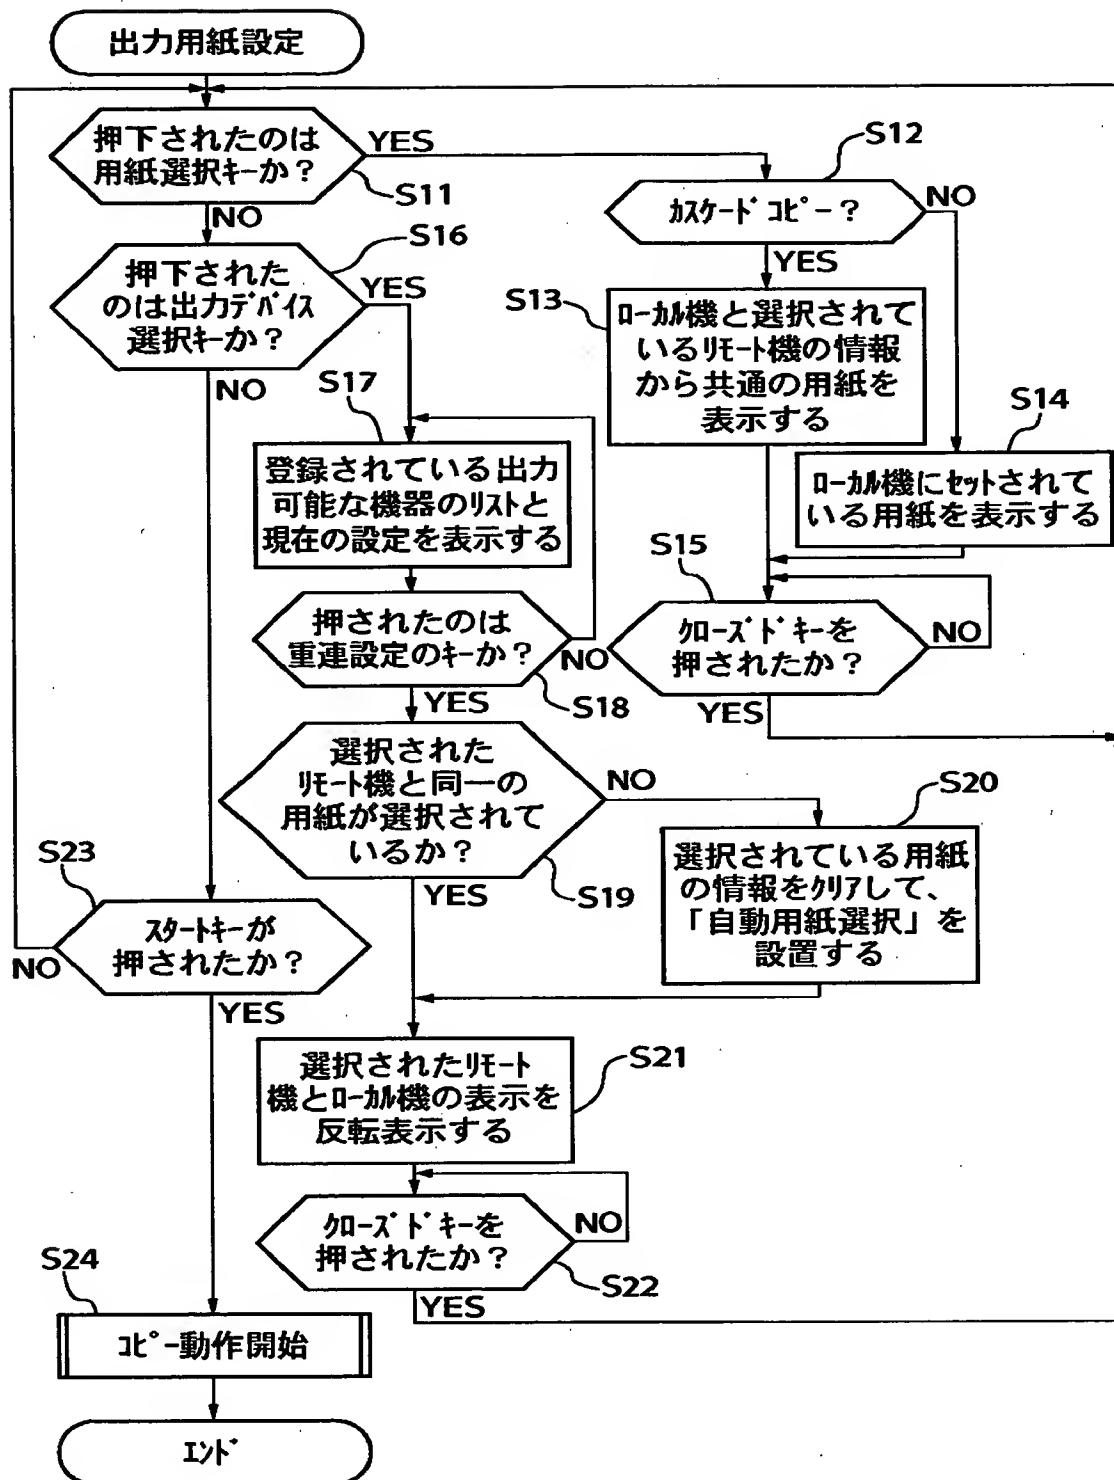 出力用紙設定
押下されたのは
用紙選択キーか？
YES
S11
NO
S12
カスケードコピー？
NO
YES
S16
押下された
のは出力デバイス
選択キーか？
YES
NO
S13
ローカル機と選択されて
いるリモート機の情報
から共通の用紙を
表示する
S14
ローカル機にセットされて
いる用紙を表示する
S17
登録されている出力
可能な機器のリストと
現在の設定を表示する
S15
クローズドキーを
押されたか？
NO
YES
押されたのは
重連設定のキーか？
NO
S18
YES
選択された
リモート機と同一の
用紙が選択されて
いるか？
NO
S19
YES
S20
選択されている用紙
の情報をクリアして、
「自動用紙選択」を
設置する
S23
スタートキーが
押されたか？
NO
YES
S21
選択されたリモート
機とローカル機の表示を
反転表示する
クローズドキーを
押されたか？
NO
S22
YES
S24
コピー動作開始
エンド